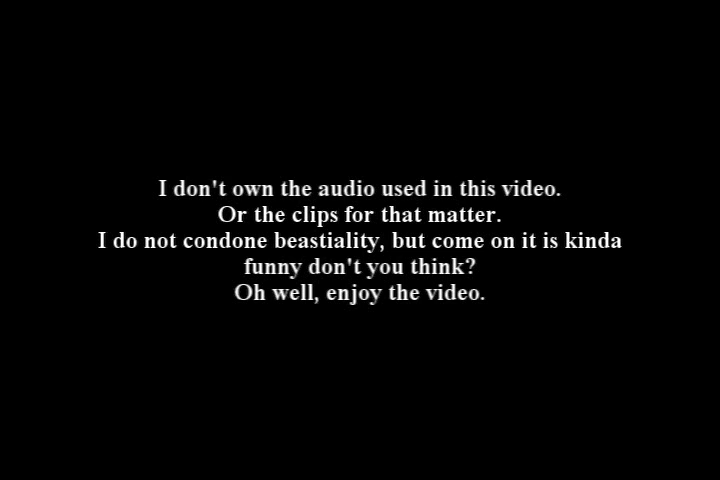 I don't own the audio used in this video.
Or the clips for that matter.
I do not condone beastiality, but come on it is kinda
funny don't you think?
Oh well, enjoy the video.